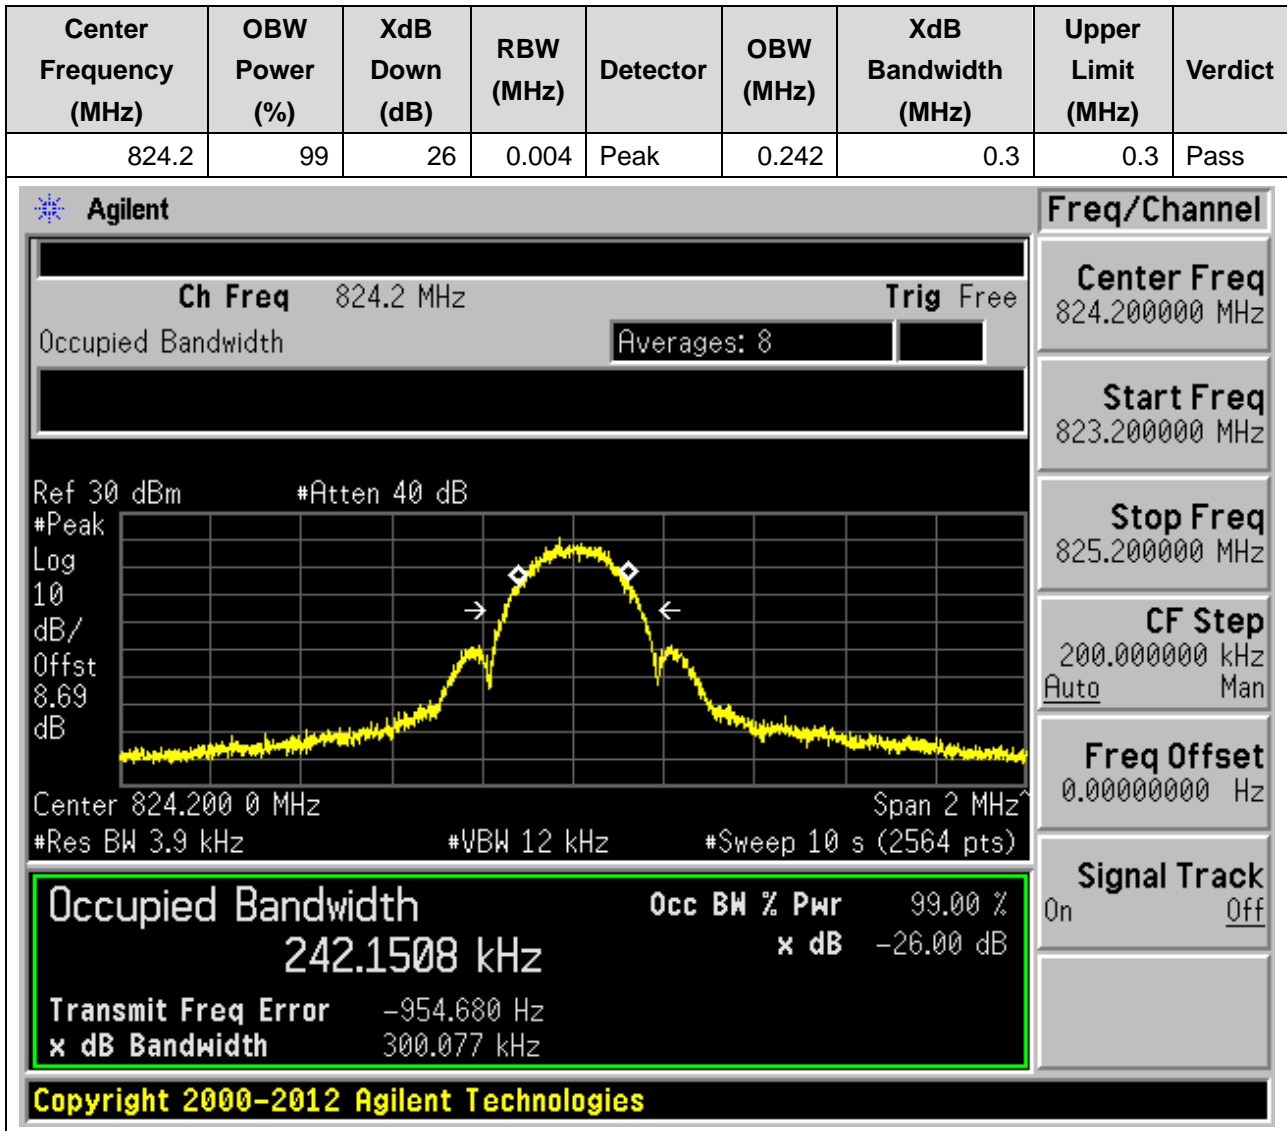 Center Frequency (MHz) OBW Power (%) XdB Down (dB) RBW (MHz) Detector OBW (MHz) XdB Bandwidth (MHz) Upper Limit (MHz) Verdict
824.2 99 26 0.004 Peak 0.242 0.3 0.3 Pass
Agilent
Freq/Channel
Ch Freq 824.2 MHz Trig Free
Occupied Bandwidth Averages: 8
Ref 30 dBm #Atten 40 dB
#Peak
Log
10
dB/
Offst
8.69
dB
Center 824.200 0 MHz Span 2 MHz^
#Res BW 3.9 kHz #VBW 12 kHz #Sweep 10 s (2564 pts)
Occupied Bandwidth Occ BW % Pwr 99.00 %
242.1508 kHz x dB -26.00 dB
Transmit Freq Error -954.680 Hz
x dB Bandwidth 300.077 kHz
Center Freq
824.200000 MHz
Start Freq
823.200000 MHz
Stop Freq
825.200000 MHz
CF Step
200.000000 kHz
Auto Man
Freq Offset
0.00000000 Hz
Signal Track
On Off
Copyright 2000-2012 Agilent Technologies